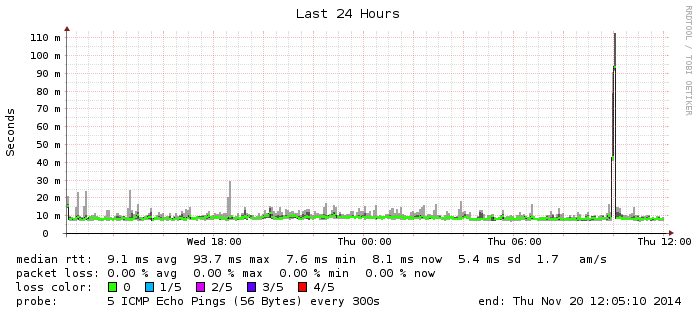 Last 24 Hours
RRDTOOL / TOBI OETIKER
Seconds
110 m
100 m
90 m
80 m
70 m
60 m
50 m
40 m
30 m
20 m
10 m
0
Wed 18:00 Thu 00:00 Thu 06:00 Thu 12:00
median rtt: 9.1 ms avg 93.7 ms max 7.6 ms min 8.1 ms now 5.4 ms sd 1.7 am/s
packet loss: 0.00 % avg 0.00 % max 0.00 % min 0.00 % now
loss color: 0 1/5 2/5 3/5 4/5
probe: 5 ICMP Echo Pings (56 Bytes) every 300s end: Thu Nov 20 12:05:10 2014